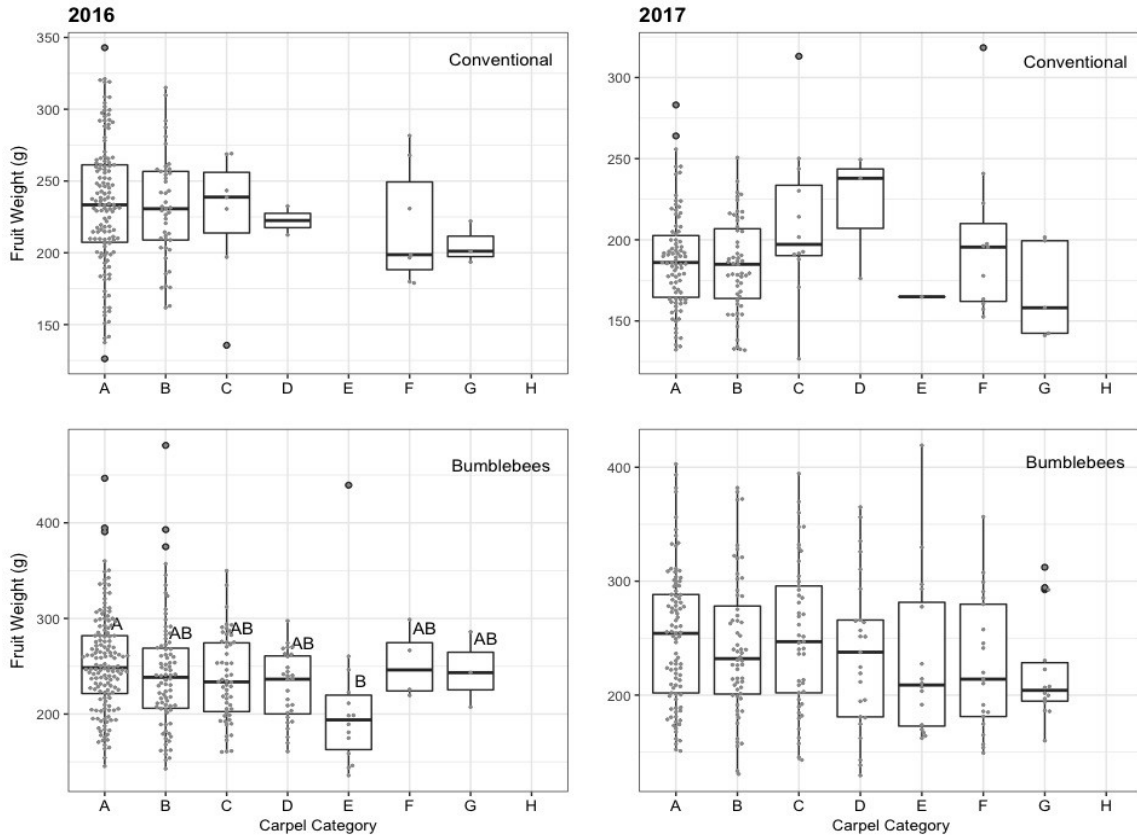 2016
2017
350
300
250
200
150
Fruit Weight (g)
Conventional
A B C D E F G H
300
250
200
150
Conventional
A B C D E F G H
400
300
200
Fruit Weight (g)
Bumblebees
A AB AB AB B AB AB
A B C D E F G H
Carpel Category
400
300
200
Bumblebees
A B C D E F G H
Carpel Category